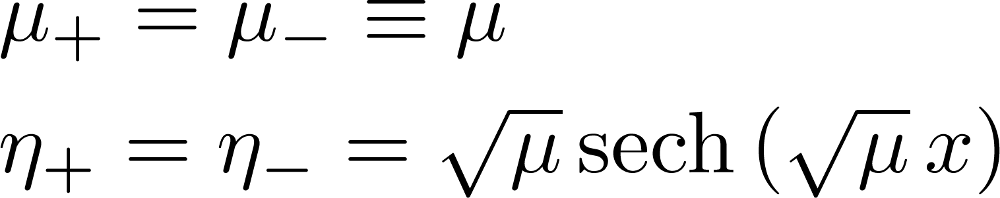 μ₊ = μ₋ ≡ μ
η₊ = η₋ = √μ sech (√μ x)